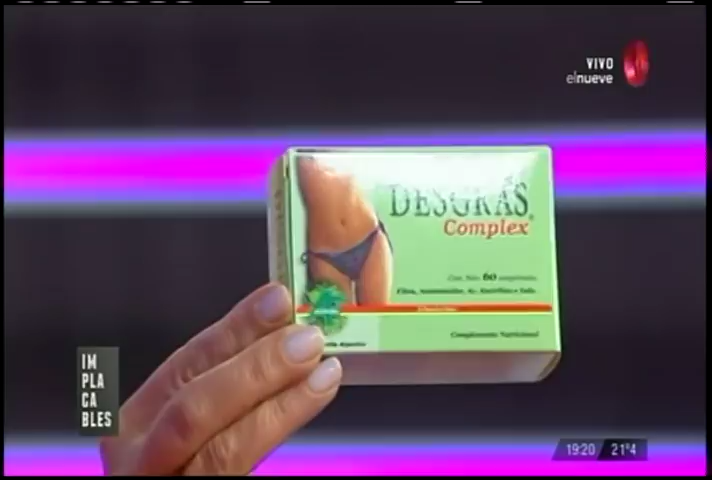 VIVO
elnueve
DESGRAS
Complex
60
Complemento Nutricional
IM
PLA
CA
BLES
19:20 21°4